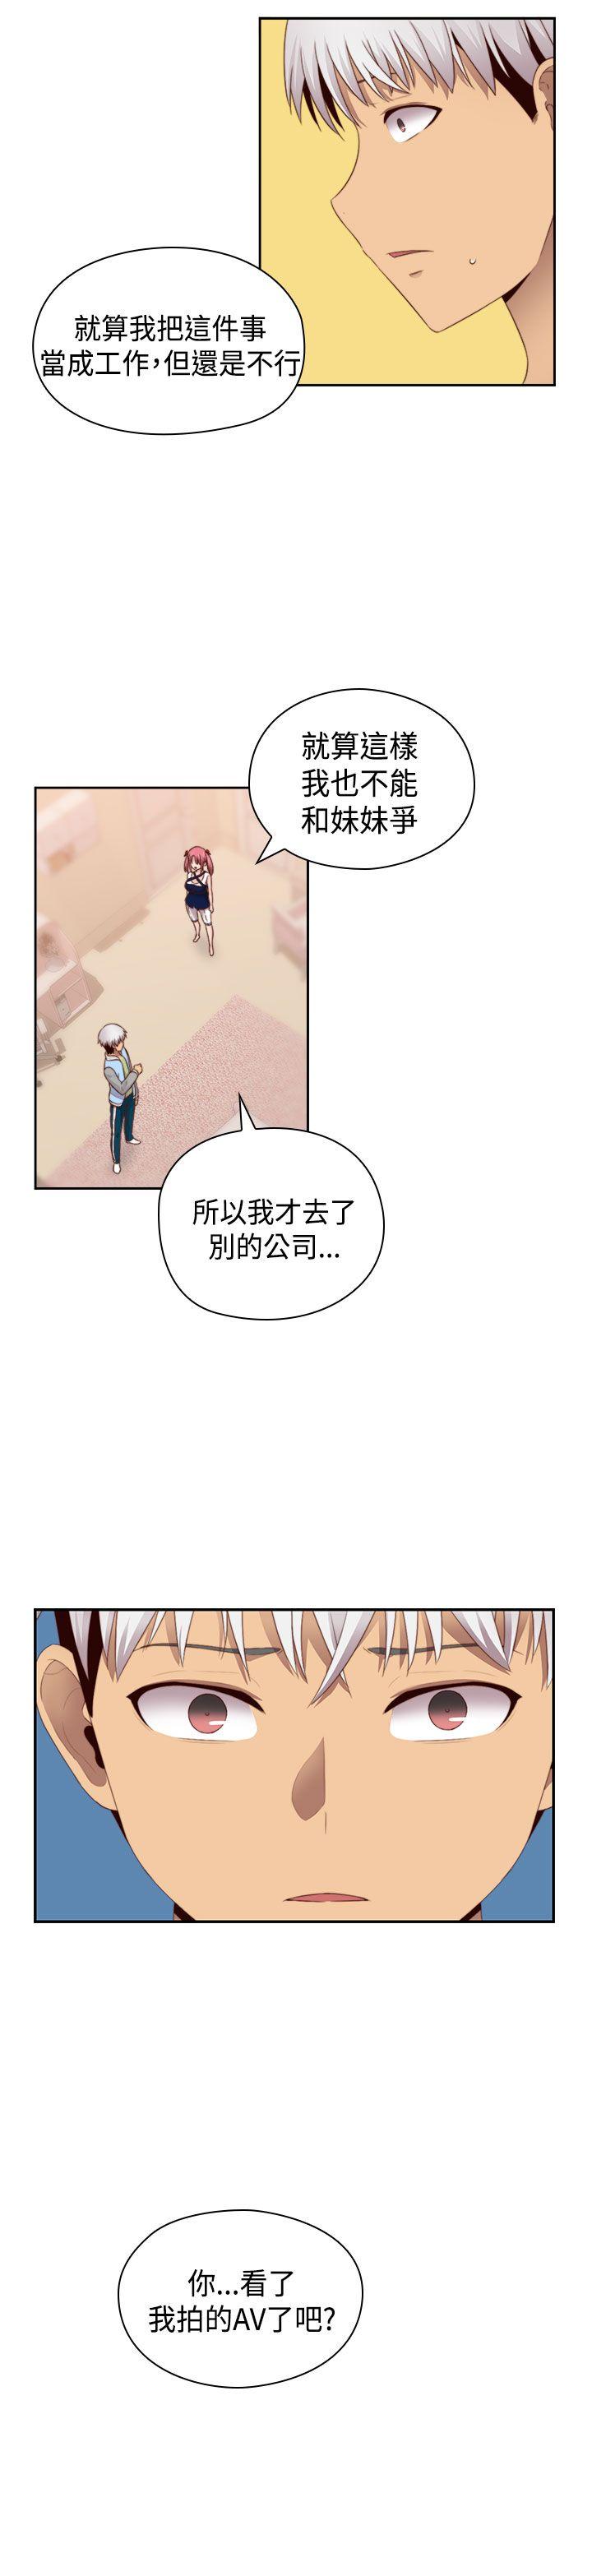 就算我把這件事
當成工作,但還是不行
就算這樣
我也不能
和妹妹爭
所以我才去了
別的公司...
你...看了
我拍的AV了吧?